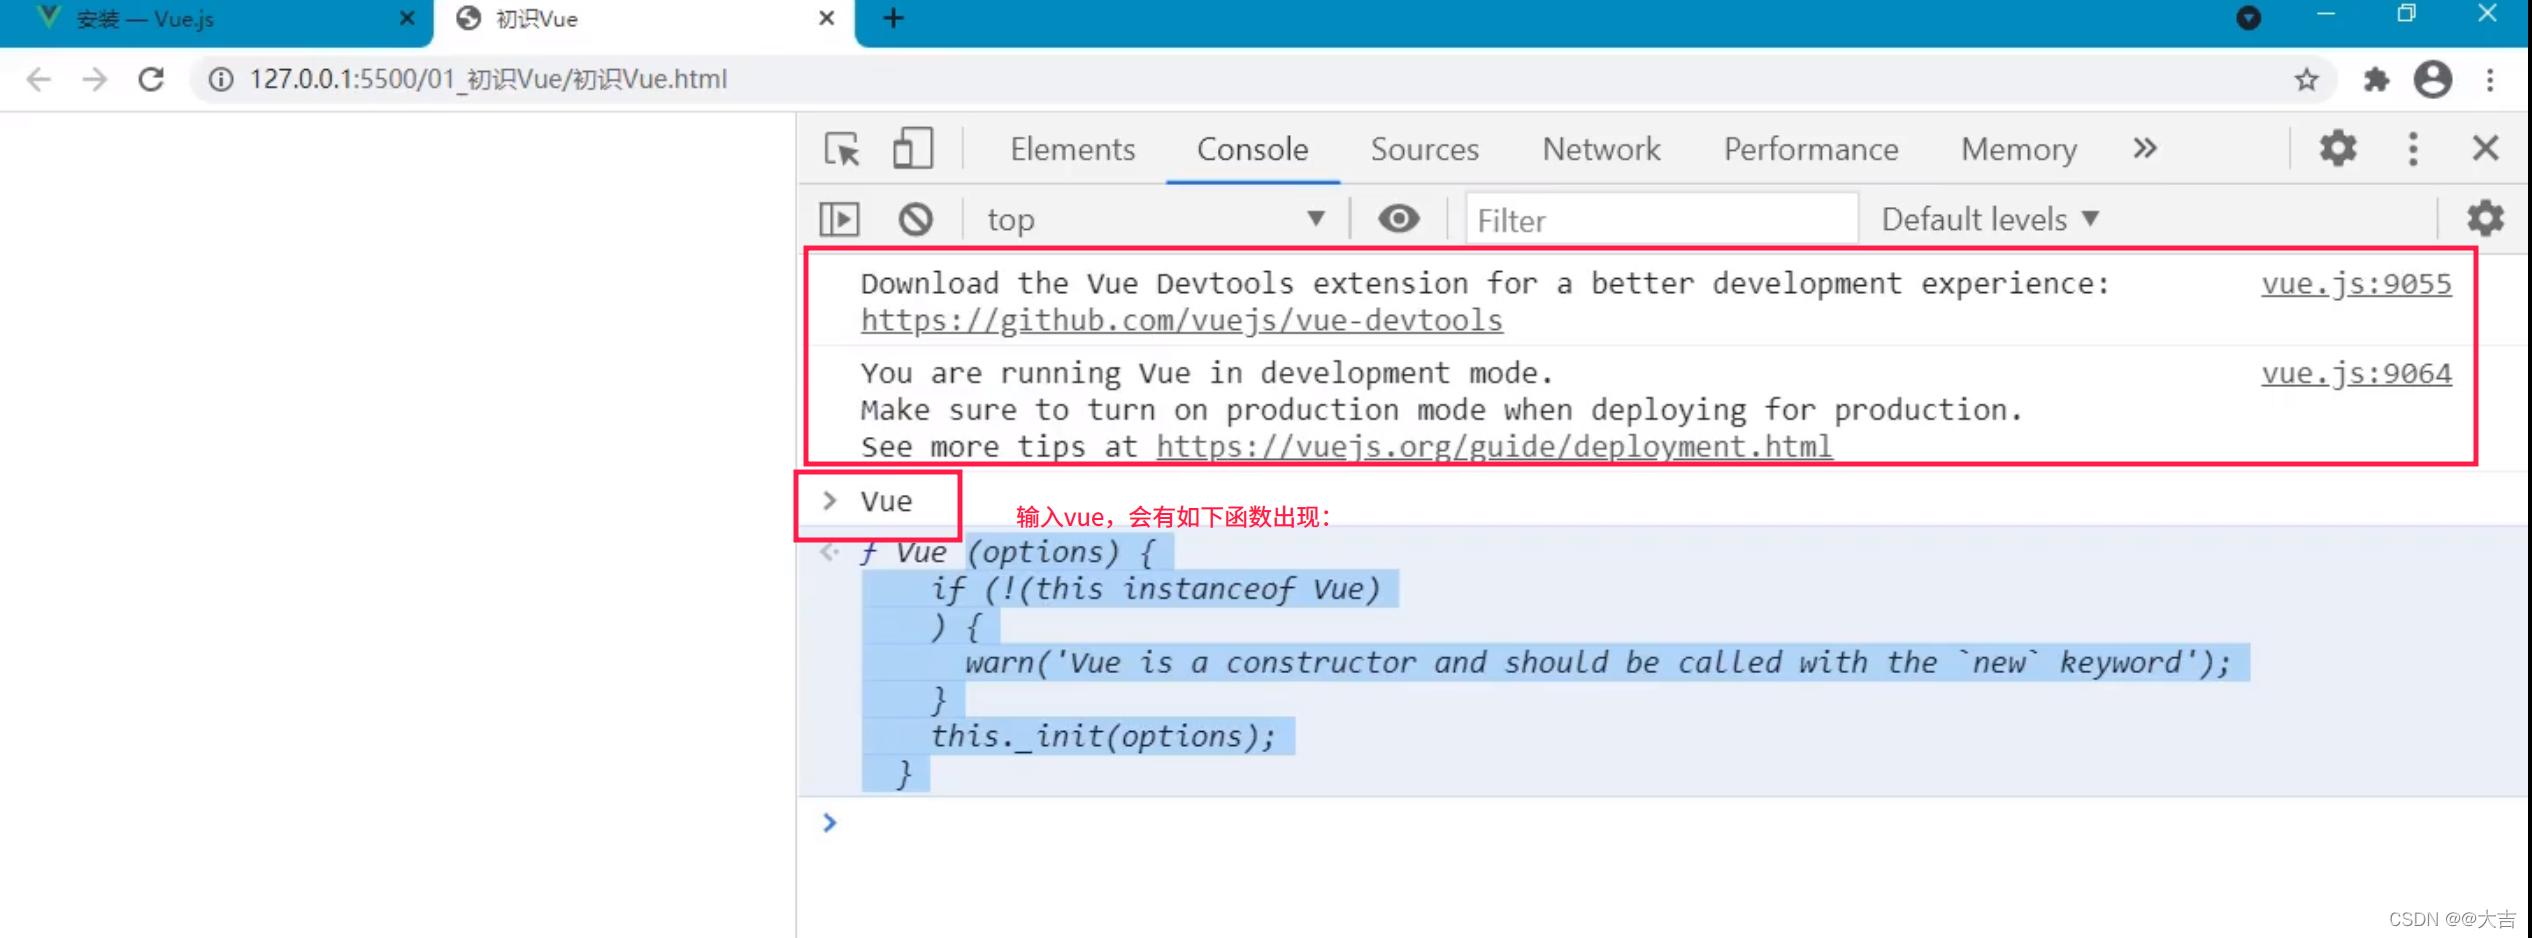 安装 — Vue.js
初识Vue
127.0.0.1:5500/01_初识Vue/初识Vue.html
Elements Console Sources Network Performance Memory
top Filter Default levels
Download the Vue Devtools extension for a better development experience: vue.js:9055
https://github.com/vuejs/vue-devtools
You are running Vue in development mode. vue.js:9064
Make sure to turn on production mode when deploying for production.
See more tips at https://vuejs.org/guide/deployment.html
> Vue
输入vue，会有如下函数出现：
ƒ Vue (options) {
if (!(this instanceof Vue)
) {
warn('Vue is a constructor and should be called with the `new` keyword');
}
this._init(options);
}
>
CSDN @@大吉